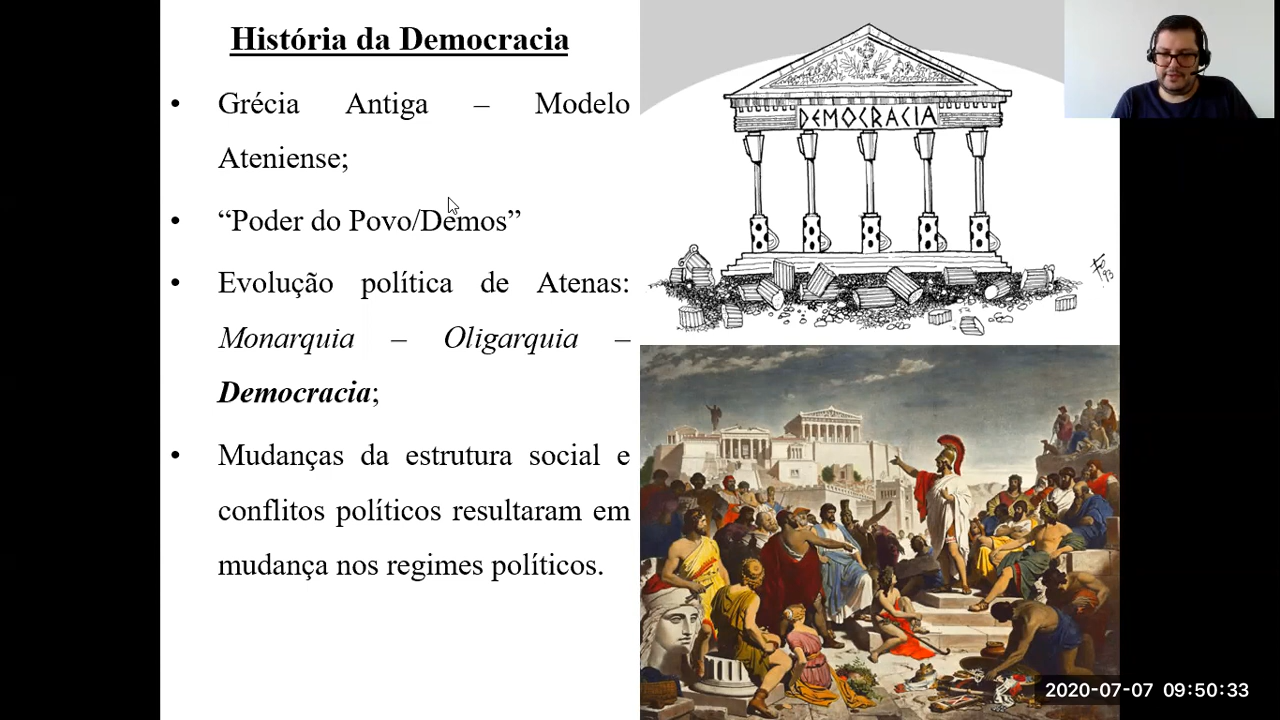 História da Democracia
• Grécia Antiga – Modelo
Ateniense;
• “Poder do Povo/Demos”
• Evolução política de Atenas:
Monarquia – Oligarquia –
Democracia;
• Mudanças da estrutura social e
conflitos políticos resultaram em
mudança nos regimes políticos.
DEMOCRACIA
93
2020-07-07 09:50:33